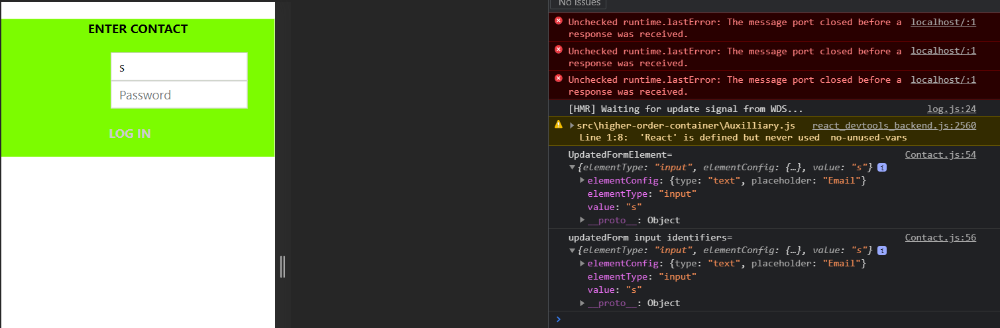 No Issues
ENTER CONTACT
s
Password
LOG IN
Unchecked runtime.lastError: The message port closed before a localhost/:1
response was received.
Unchecked runtime.lastError: The message port closed before a localhost/:1
response was received.
Unchecked runtime.lastError: The message port closed before a localhost/:1
response was received.
[HMR] Waiting for update signal from WDS... log.js:24
src\higher-order-container\Auxilliary.js react_devtools_backend.js:2560
Line 1:8: 'React' is defined but never used no-unused-vars
UpdatedFormElement= Contact.js:54
{elementType: "input", elementConfig: {…}, value: "s"} i
elementConfig: {type: "text", placeholder: "Email"}
elementType: "input"
value: "s"
__proto__: Object
updatedForm input identifiers= Contact.js:56
{elementType: "input", elementConfig: {…}, value: "s"} i
elementConfig: {type: "text", placeholder: "Email"}
elementType: "input"
value: "s"
__proto__: Object